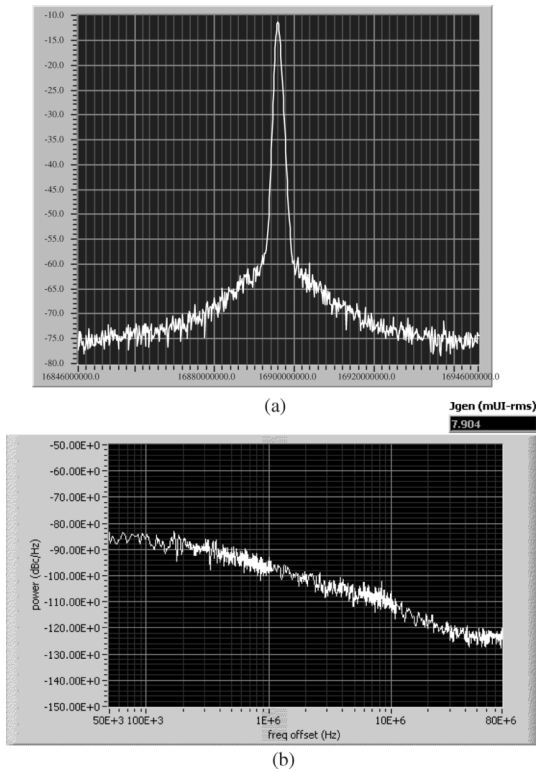 -10.0
-15.0
-20.0
-25.0
-30.0
-35.0
-40.0
-45.0
-50.0
-55.0
-60.0
-65.0
-70.0
-75.0
-80.0
16846000000.0 16880000000.0 16900000000.0 16920000000.0 16946000000.0
(a)
Jgen (mUI-rms)
7.904
-50.00E+0
-60.00E+0
-70.00E+0
-80.00E+0
-90.00E+0
-100.00E+0
-110.00E+0
-120.00E+0
-130.00E+0
-140.00E+0
-150.00E+0
power (dBc/Hz)
50E+3 100E+3 1E+6 10E+6 80E+6
freq offset (Hz)
(b)